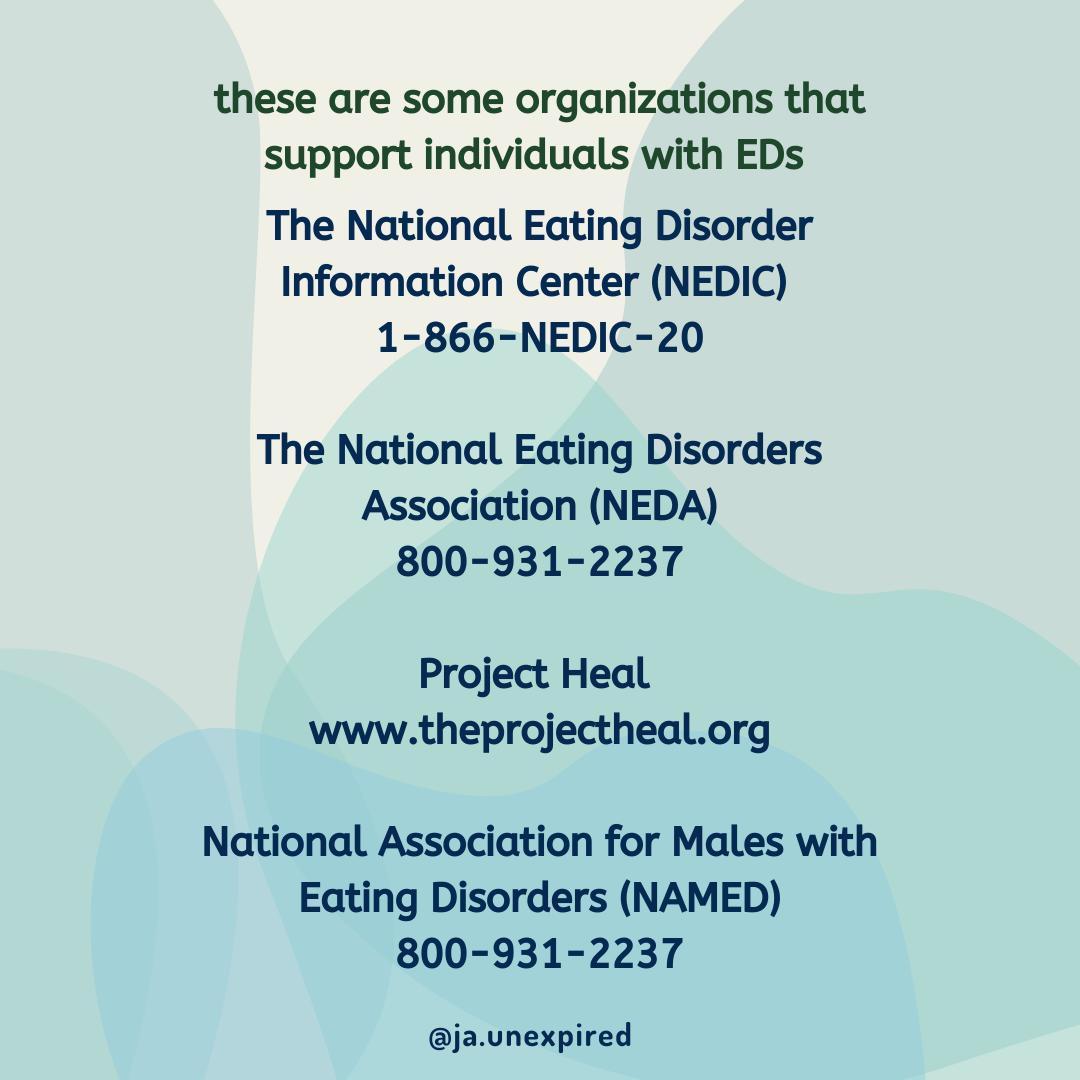 these are some organizations that
support individuals with EDs
The National Eating Disorder
Information Center (NEDIC)
1-866-NEDIC-20
The National Eating Disorders
Association (NEDA)
800-931-2237
Project Heal
www.theprojectheal.org
National Association for Males with
Eating Disorders (NAMED)
800-931-2237
@ja.unexpired